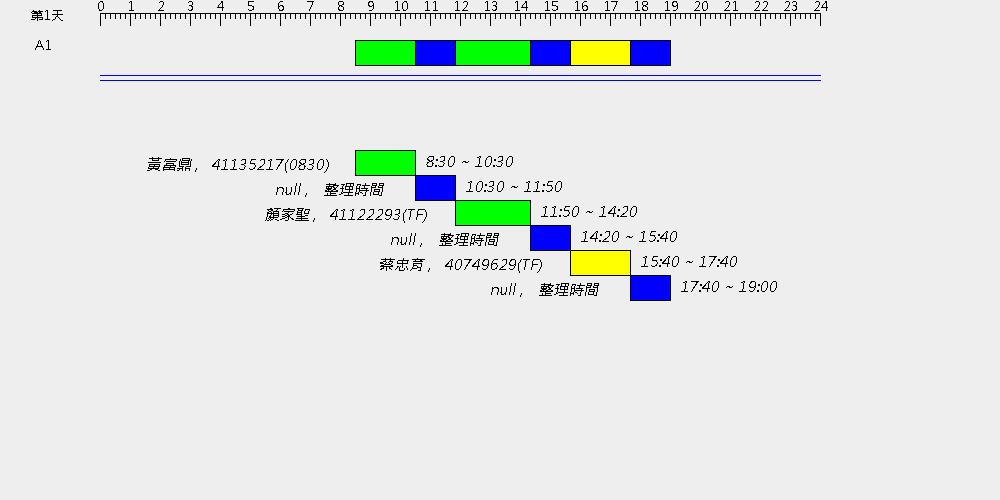 第1天 0 1 2 3 4 5 6 7 8 9 10 11 12 13 14 15 16 17 18 19 20 21 22 23 24
A1
黃富鼎， 41135217(0830) 8:30 ~ 10:30
null， 整理時間 10:30 ~ 11:50
顏家聖， 41122293(TF) 11:50 ~ 14:20
null， 整理時間 14:20 ~ 15:40
蔡忠育， 40749629(TF) 15:40 ~ 17:40
null， 整理時間 17:40 ~ 19:00